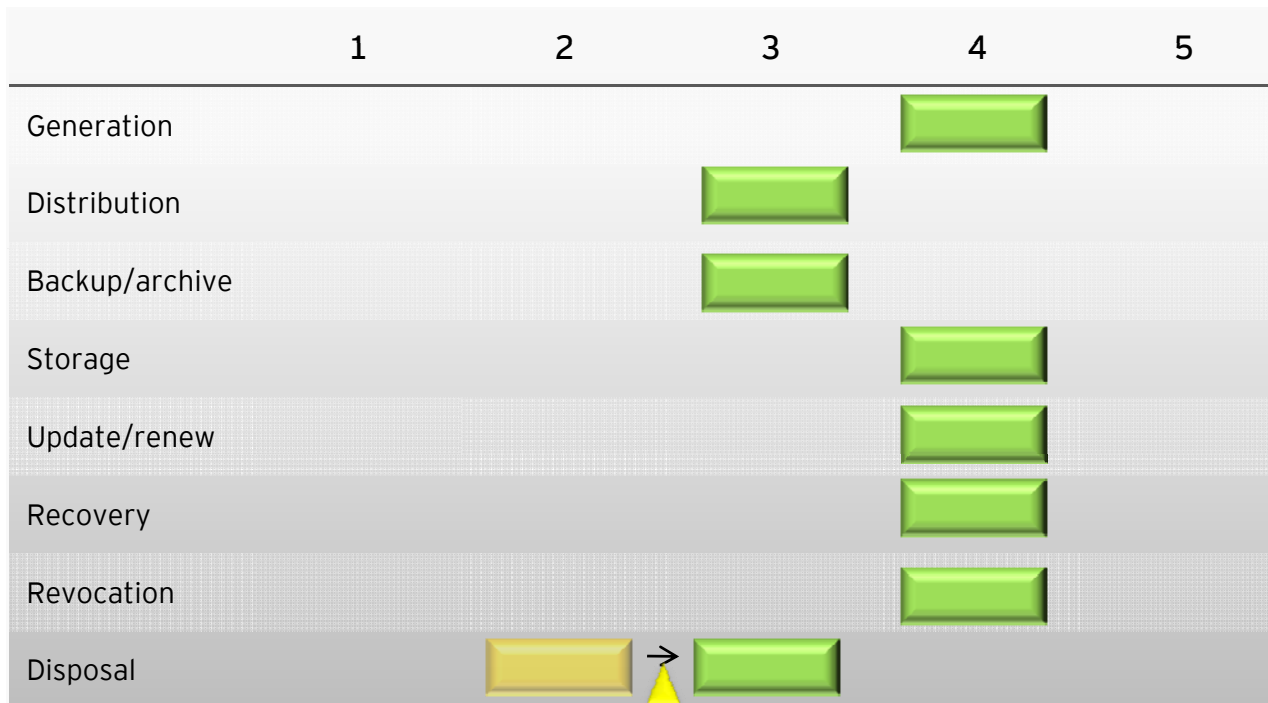 1 2 3 4 5
Generation
Distribution
Backup/archive
Storage
Update/renew
Recovery
Revocation
Disposal